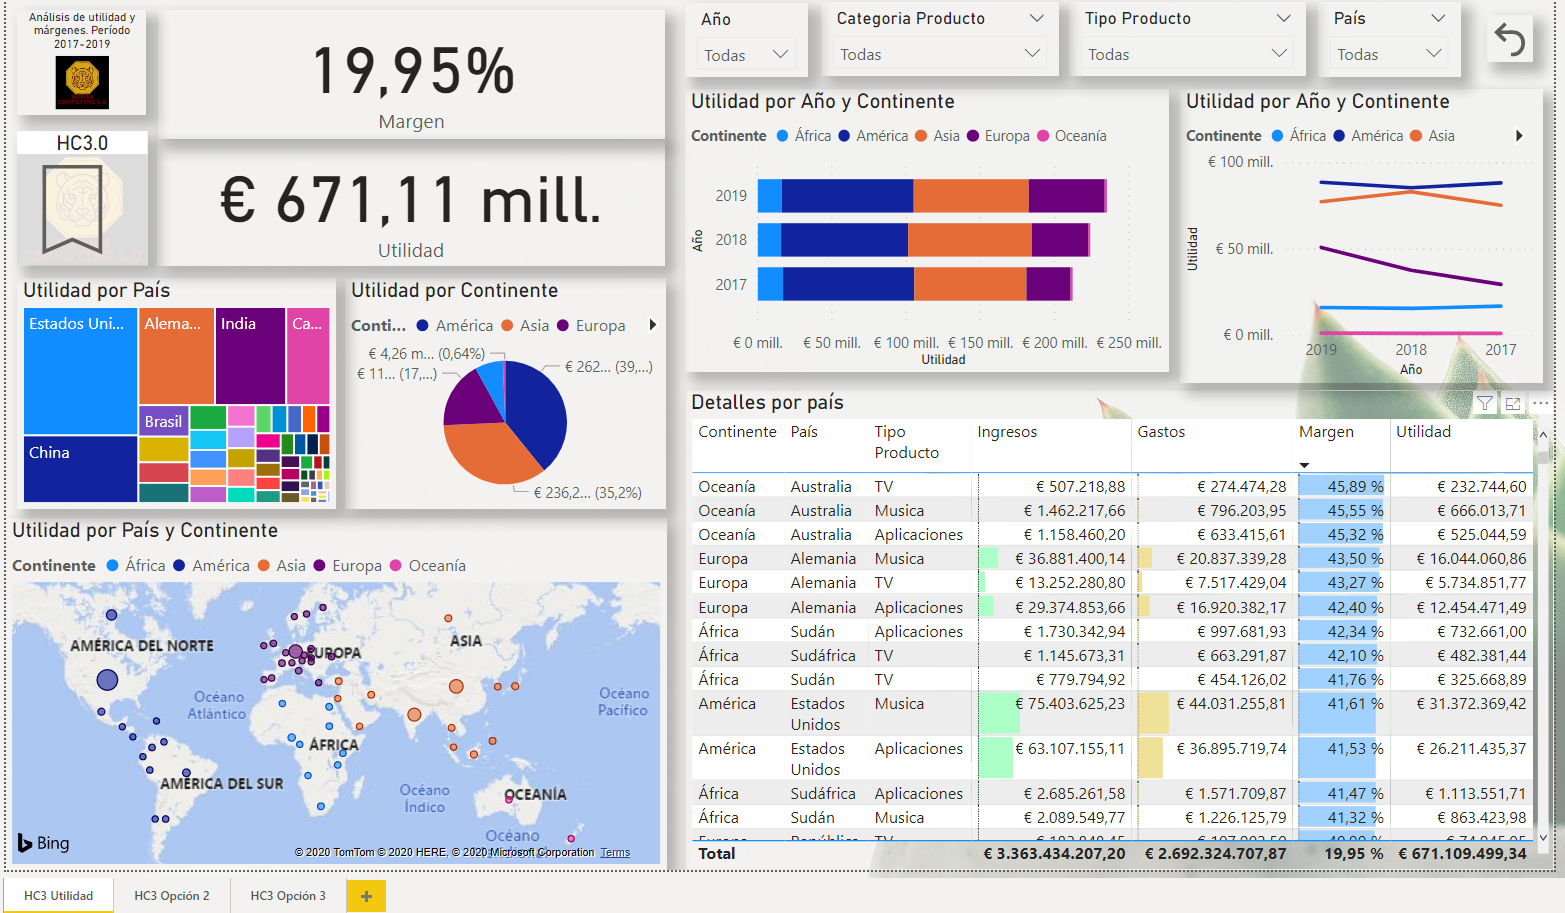 Análisis de utilidad y
márgenes. Período
2017-2019
HC3.0
19,95%
Margen
€ 671,11 mill.
Utilidad
Año
Todas
Categoria Producto
Todas
Tipo Producto
Todas
País
Todas
Utilidad por Año y Continente
Continente África América Asia Europa Oceanía
Año
2019
2018
2017
€ 0 mill. € 50 mill. € 100 mill. € 150 mill. € 200 mill. € 250 mill.
Utilidad
Utilidad por Año y Continente
Continente África América Asia
€ 100 mill.
€ 50 mill.
€ 0 mill.
Utilidad
2019 2018 2017
Año
Utilidad por País
Estados Uni...
Alema...
India
Ca...
Brasil
China
Utilidad por Continente
Conti... América Asia Europa
€ 4,26 m... (0,64%)
€ 11... (17,...)
€ 262... (39,...)
€ 236,2... (35,2%)
Utilidad por País y Continente
Continente África América Asia Europa Oceanía
AMÉRICA DEL NORTE
EUROPA
ASIA
Océano
Atlántico
Océano
Pacífico
ÁFRICA
AMÉRICA DEL SUR
Océano
Índico
OCEANÍA
Océano
Bing
© 2020 TomTom © 2020 HERE, © 2020 Microsoft Corporation Terms
Detalles por país
Continente País Tipo Producto Ingresos Gastos Margen Utilidad
Oceanía Australia TV € 507.218,88 € 274.474,28 45,89 % € 232.744,60
Oceanía Australia Musica € 1.462.217,66 € 796.203,95 45,55 % € 666.013,71
Oceanía Australia Aplicaciones € 1.158.460,20 € 633.415,61 45,32 % € 525.044,59
Europa Alemania Musica € 36.881.400,14 € 20.837.339,28 43,50 % € 16.044.060,86
Europa Alemania TV € 13.252.280,80 € 7.517.429,04 43,27 % € 5.734.851,77
Europa Alemania Aplicaciones € 29.374.853,66 € 16.920.382,17 42,40 % € 12.454.471,49
África Sudán Aplicaciones € 1.730.342,94 € 997.681,93 42,34 % € 732.661,00
África Sudáfrica TV € 1.145.673,31 € 663.291,87 42,10 % € 482.381,44
África Sudán TV € 779.794,92 € 454.126,02 41,76 % € 325.668,89
América Estados Unidos Musica € 75.403.625,23 € 44.031.255,81 41,61 % € 31.372.369,42
América Estados Unidos Aplicaciones € 63.107.155,11 € 36.895.719,74 41,53 % € 26.211.435,37
África Sudáfrica Aplicaciones € 2.685.261,58 € 1.571.709,87 41,47 % € 1.113.551,71
África Sudán Musica € 2.089.549,77 € 1.226.125,79 41,32 % € 863.423,98
Total € 3.363.434.207,20 € 2.692.324.707,87 19,95 % € 671.109.499,34
HC3 Utilidad HC3 Opción 2 HC3 Opción 3 +